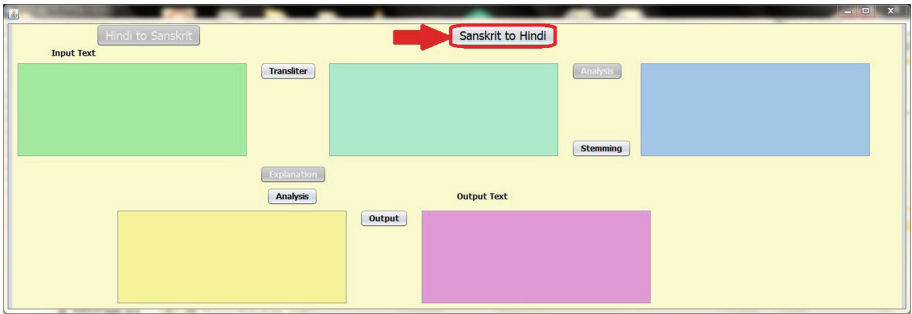 Hindi to Sanskrit
Sanskrit to Hindi
Input Text
Transliter
Analysis
Stemming
Explanation
Analysis
Output Text
Output